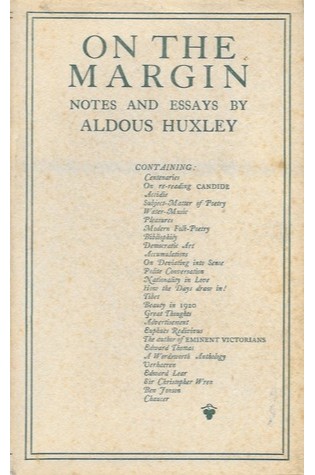 ON THE
MARGIN
NOTES AND ESSAYS BY
ALDOUS HUXLEY
CONTAINING:
Centenaries
On re-reading CANDIDE
Accidie
Subject-Matter of Poetry
Water-Music
Pleasures
Modern Folk-Poetry
Bibliophily
Democratic Art
Accumulations
On Deviating into Sense
Polite Conversation
Nationality in Love
How the Days draw in!
Tibet
Beauty in 1920
Great Thoughts
Advertisement
Euphues Redivivus
The author of EMINENT VICTORIANS
Edward Thomas
A Wordsworth Anthology
Verhaeren
Edward Lear
Sir Christopher Wren
Ben Jonson
Chaucer